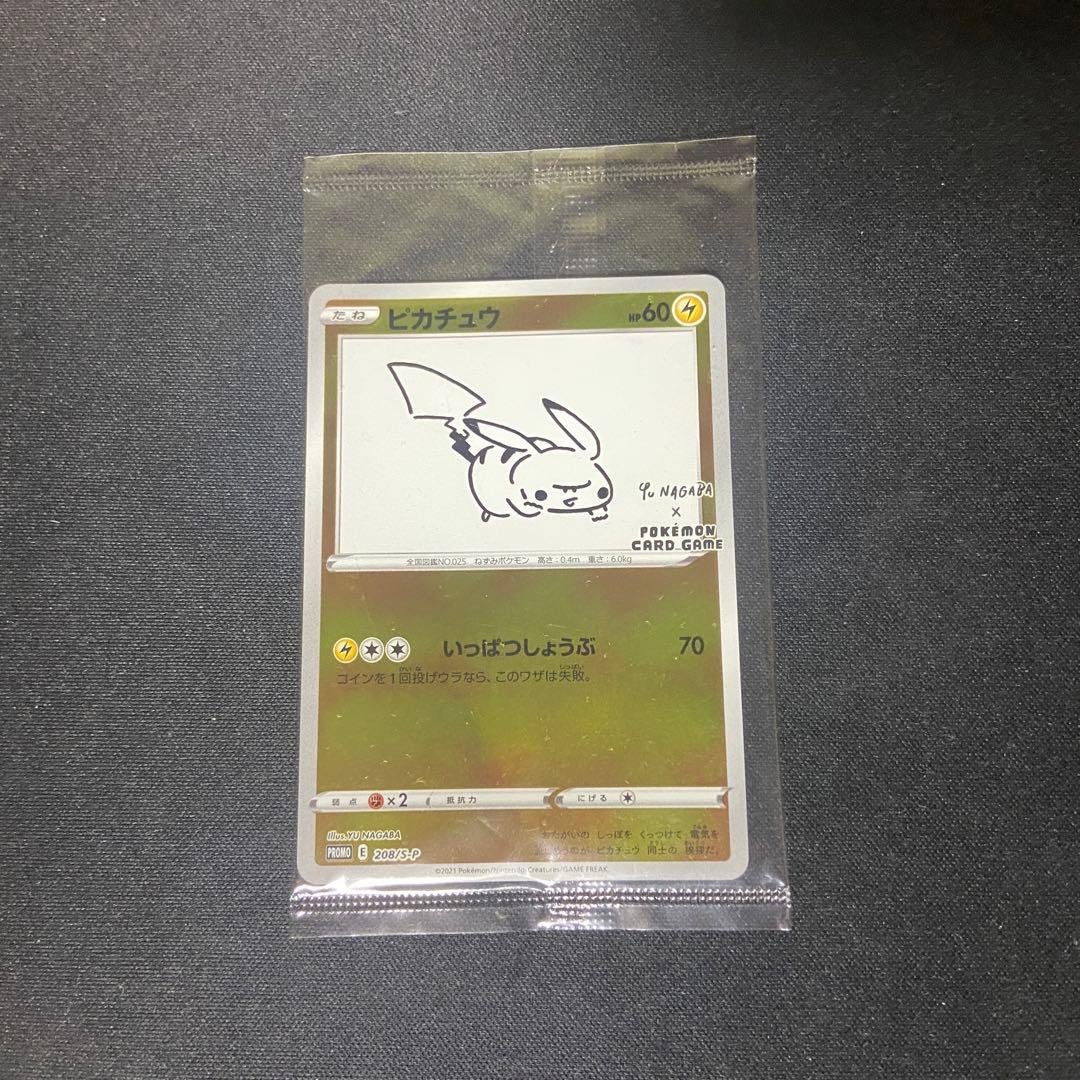 たね ピカチュウ HP60
Yu NAGABA
×
POKÉMON
CARD GAME
全国図鑑NO.025 ねずみポケモン 高さ:0.4m 重さ:6.0kg
いっぱつしょうぶ 70
コインを1回投げウラなら、このワザは失敗。
弱点 ×2 抵抗力 にげる
Illus.YU NAGABA
PROMO E 208/S-P
おたがいの しっぽを くっつけて 電気を
ピカチュウ 同士の 挨拶だ。
©2021 Pokémon/Nintendo/Creatures/GAME FREAK.